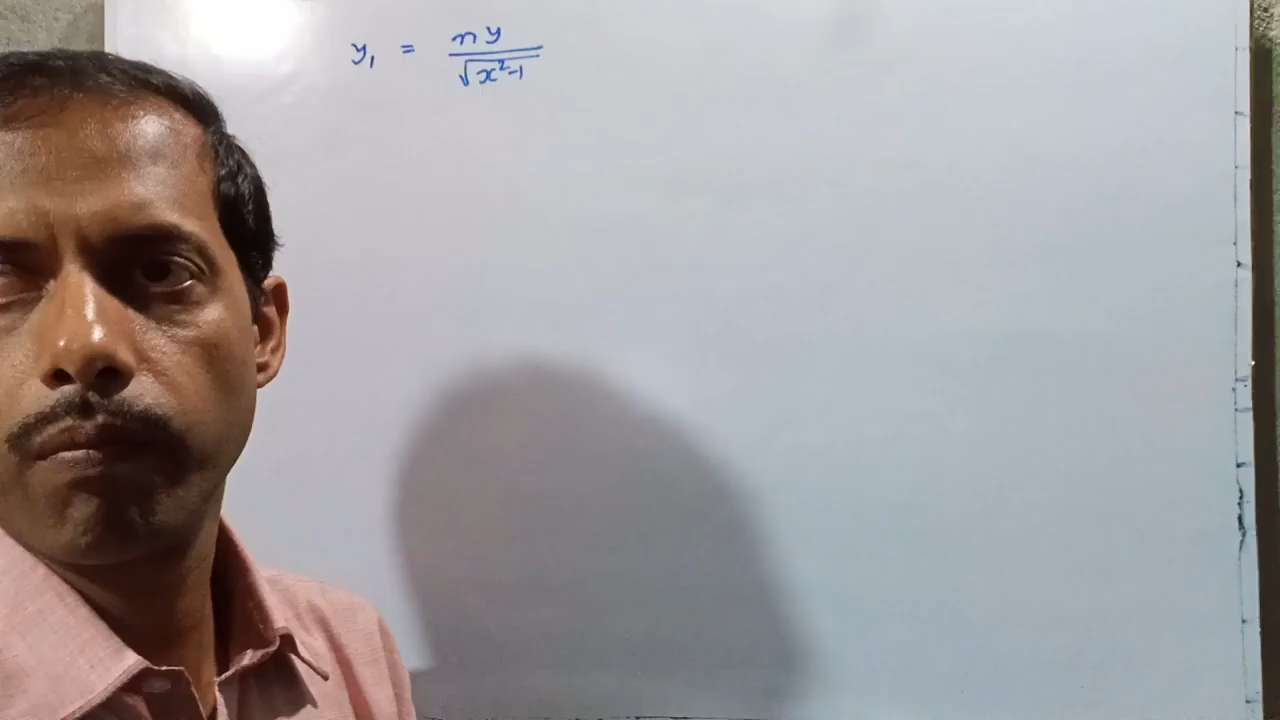 y₁ = ny / √(x²-1)